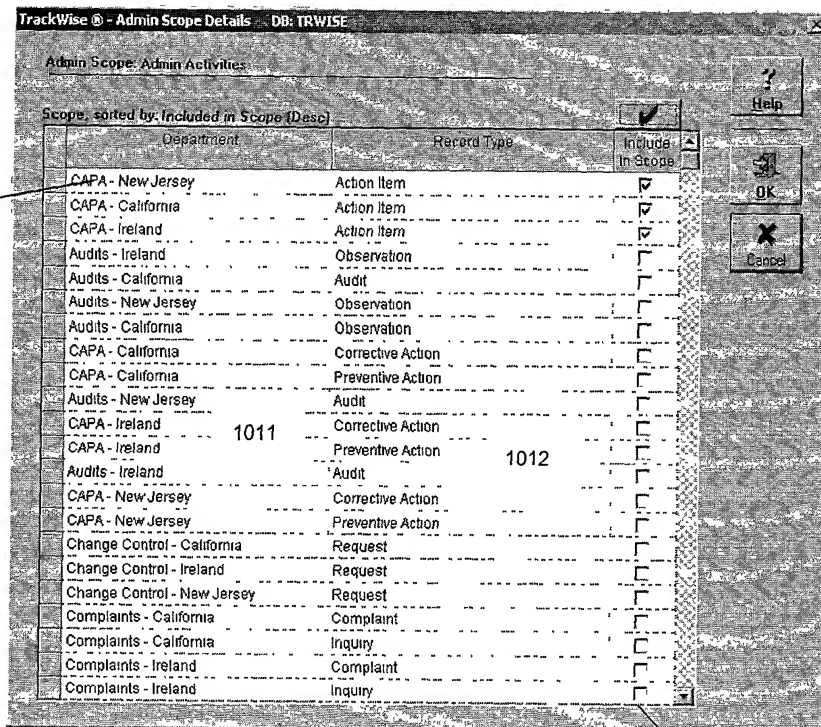 TrackWise ® - Admin Scope Details DB: TRWISE
Admin Scope: Admin Activities
Help
Scope, sorted by: Included in Scope (Desc)
Department Record Type Include In Scope
OK
Cancel
CAPA - New Jersey Action Item
CAPA - California Action Item
CAPA - Ireland Action Item
Audits - Ireland Observation
Audits - California Audit
Audits - New Jersey Observation
Audits - California Observation
CAPA - California Corrective Action
CAPA - California Preventive Action
Audits - New Jersey Audit
CAPA - Ireland Corrective Action
1011
CAPA - Ireland Preventive Action
1012
Audits - Ireland Audit
CAPA - New Jersey Corrective Action
CAPA - New Jersey Preventive Action
Change Control - California Request
Change Control - Ireland Request
Change Control - New Jersey Request
Complaints - California Complaint
Complaints - California Inquiry
Complaints - Ireland Complaint
Complaints - Ireland Inquiry